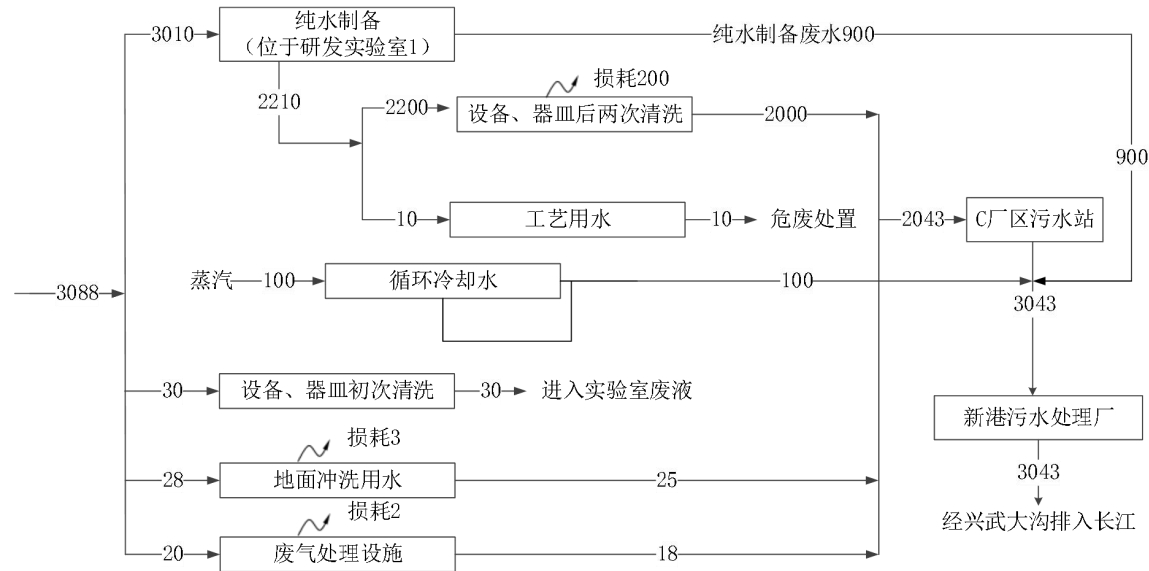 3010
纯水制备
（位于研发实验室1）
纯水制备废水900
2210
损耗200
2200
设备、器皿后两次清洗
2000
900
10
工艺用水
10
危废处置
2043
C厂区污水站
3088
蒸汽
100
循环冷却水
100
3043
30
设备、器皿初次清洗
30
进入实验室废液
新港污水处理厂
损耗3
28
地面冲洗用水
25
3043
损耗2
经兴武大沟排入长江
20
废气处理设施
18